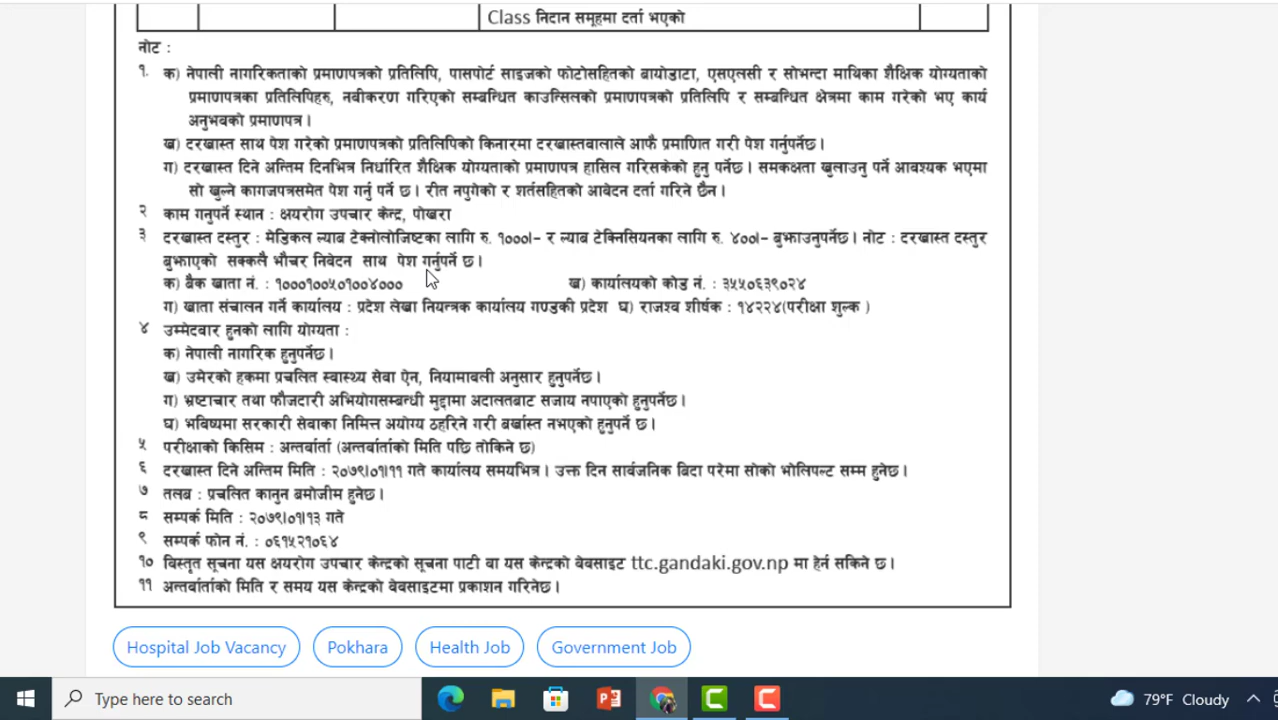 Class निदान समूहमा दर्ता भएको
नोट :
१. क) नेपाली नागरिकताको प्रमाणपत्रको प्रतिलिपि, पासपोर्ट साइजको फोटोसहितको बायोडाटा, एसएलसी र सोभन्दा माथिका शैक्षिक योग्यताको
प्रमाणपत्रका प्रतिलिपिहरु, नवीकरण गरिएको सम्बन्धित काउन्सिलको प्रमाणपत्रको प्रतिलिपि र सम्बन्धित क्षेत्रमा काम गरेको भए कार्य
अनुभवको प्रमाणपत्र।
ख) दरखास्त साथ पेश गरेको प्रमाणपत्रको प्रतिलिपिको किनारमा दरखास्तवालाले आफै प्रमाणित गरी पेश गर्नुपर्नेछ।
ग) दरखास्त दिने अन्तिम दिनभित्र निर्धारित शैक्षिक योग्यताको प्रमाणपत्र हासिल गरिसकेको हुनु पर्नेछ। समकक्षता खुलाउनु पर्ने आवश्यक भएमा
सो खुल्ने कागजपत्रसमेत पेश गर्नु पर्ने छ। रीत नपुगेको र शर्तसहितको आवेदन दर्ता गरिने छैन।
२ काम गनुपर्ने स्थान : क्षयरोग उपचार केन्द्र, पोखरा
३ दरखास्त दस्तुर : मेडिकल ल्याब टेक्नोलोजिष्टका लागि रु. १०००।- र ल्याब टेक्निसियनका लागि रु. ४००।- बुझाउनुपर्नेछ। नोट : दरखास्त दस्तुर
बुझाएको सक्कलै भौचर निवेदन साथ पेश गर्नुपर्ने छ।
क) बैक खाता नं. : १०००१००५०१००४००० ख) कार्यालयको कोड नं. : ३५५०६३९०२४
ग) खाता संचालन गर्ने कार्यालय : प्रदेश लेखा नियन्त्रक कार्यालय गण्डकी प्रदेश घ) राजश्व शीर्षक : १४२२४(परीक्षा शुल्क )
४ उम्मेदवार हुनको लागि योग्यता :
क) नेपाली नागरिक हुनुपर्नेछ।
ख) उमेरको हकमा प्रचलित स्वास्थ्य सेवा ऐन, नियामावली अनुसार हुनुपर्नेछ।
ग) भ्रष्टाचार तथा फौजदारी अभियोगसम्बन्धी मुद्दामा अदालतबाट सजाय नपाएको हुनुपर्नेछ।
घ) भविष्यमा सरकारी सेवाका निमित्त अयोग्य ठहरिने गरी बर्खास्त नभएको हुनुपर्ने छ।
५ परीक्षाको किसिम : अन्तर्वार्ता (अन्तर्वार्ताको मिति पछि तोकिने छ)
६ दरखास्त दिने अन्तिम मिति : २०७९।०१।११ गते कार्यालय समयभित्र। उक्त दिन सार्वजनिक बिदा परेमा सोको भोलिपल्ट सम्म हुनेछ।
७ तलब : प्रचलित कानुन बमोजीम हुनेछ।
८ सम्पर्क मिति : २०७९।०१।१३ गते
९ सम्पर्क फोन नं. : ०६१५२१०६४
१० विस्तृत सूचना यस क्षयरोग उपचार केन्द्रको सूचना पाटी वा यस केन्द्रको वेवसाइट ttc.gandaki.gov.np मा हेर्न सकिने छ।
११ अन्तर्वार्ताको मिति र समय यस केन्द्रको वेबसाइटमा प्रकाशन गरिनेछ।
Hospital Job Vacancy Pokhara Health Job Government Job
Type here to search 79°F Cloudy